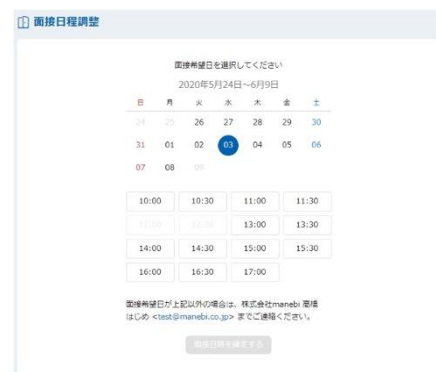 面接日程調整
面接希望日を選択してください
2020年5月24日～6月9日
日 月 火 水 木 金 土
24 25 26 27 28 29 30
31 01 02 03 04 05 06
07 08 09
10:00 10:30 11:00 11:30
13:00 13:30
14:00 14:30 15:00 15:30
16:00 16:30 17:00
面接希望日が上記以外の場合は、株式会社manebi 髙橋
はじめ <test@manebi.co.jp> までご連絡ください。
面接日時を確定する